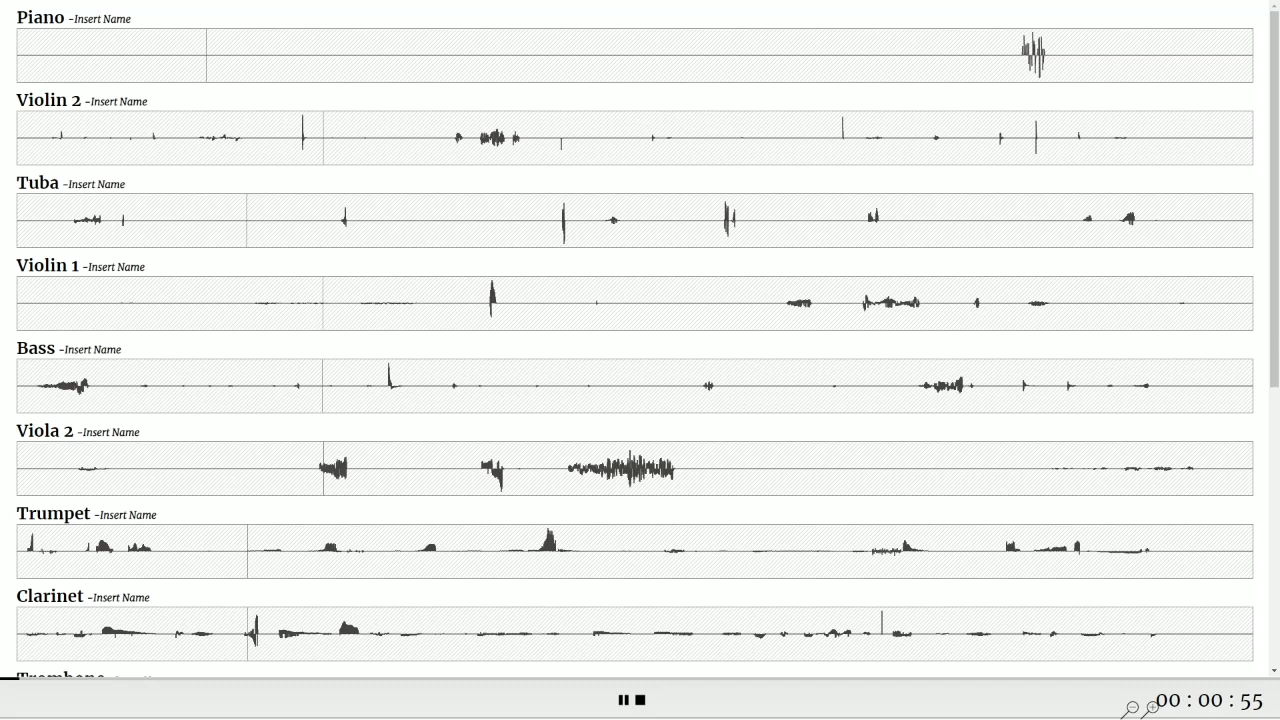 Piano -Insert Name
Violin 2 -Insert Name
Tuba -Insert Name
Violin 1 -Insert Name
Bass -Insert Name
Viola 2 -Insert Name
Trumpet -Insert Name
Clarinet -Insert Name
00 : 00 : 55